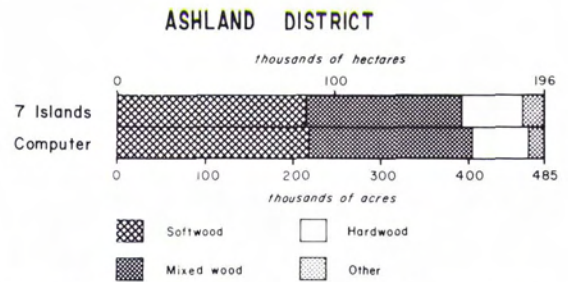 ASHLAND DISTRICT
thousands of hectares
0 100 196
7 Islands
Computer
0 100 200 300 400 485
thousands of acres
Softwood Hardwood
Mixed wood Other